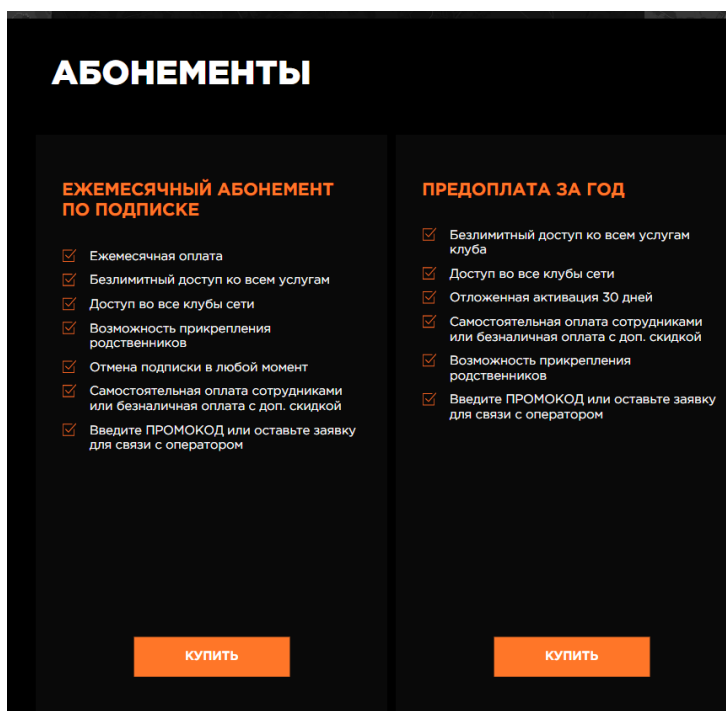 АБОНЕМЕНТЫ
ЕЖЕМЕСЯЧНЫЙ АБОНЕМЕНТ
ПО ПОДПИСКЕ
Ежемесячная оплата
Безлимитный доступ ко всем услугам
Доступ во все клубы сети
Возможность прикрепления
родственников
Отмена подписки в любой момент
Самостоятельная оплата сотрудниками
или безналичная оплата с доп. скидкой
Введите ПРОМОКОД или оставьте заявку
для связи с оператором
КУПИТЬ
ПРЕДОПЛАТА ЗА ГОД
Безлимитный доступ ко всем услугам
клуба
Доступ во все клубы сети
Отложенная активация 30 дней
Самостоятельная оплата сотрудниками
или безналичная оплата с доп. скидкой
Возможность прикрепления
родственников
Введите ПРОМОКОД или оставьте заявку
для связи с оператором
КУПИТЬ